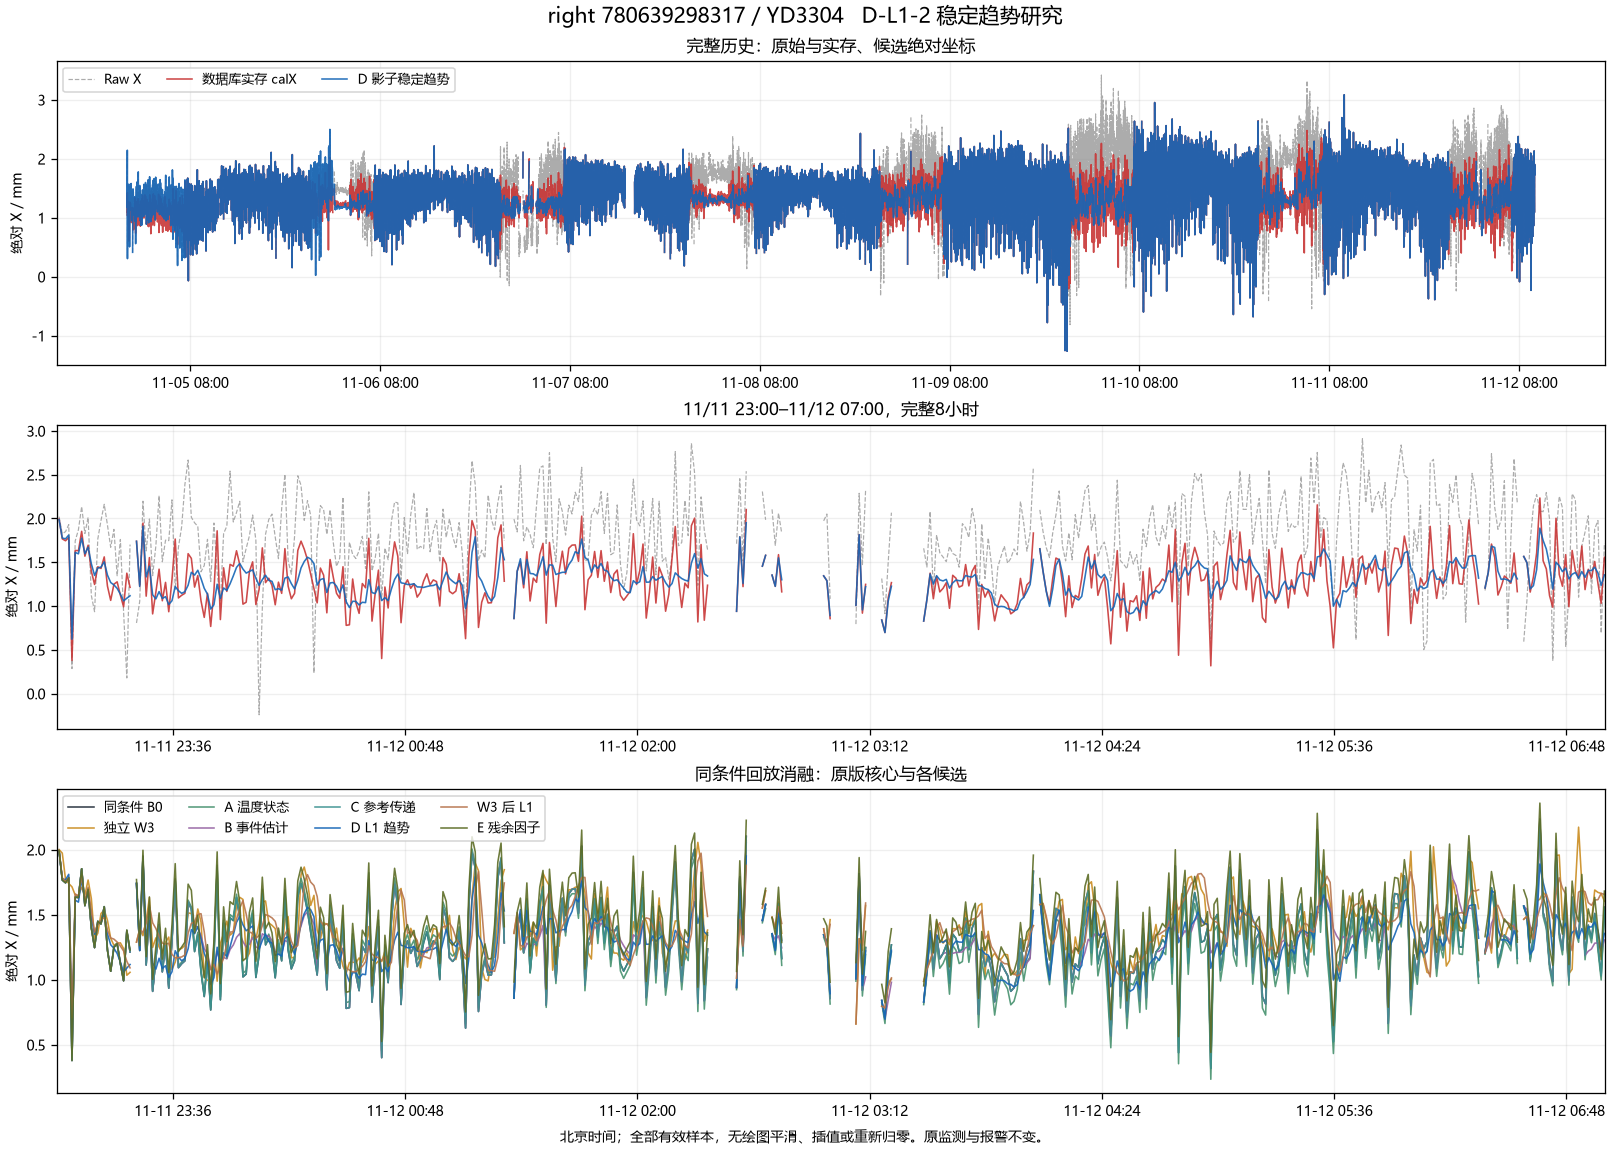 right 780639298317 / YD3304   D-L1-2 稳定趋势研究
完整历史：原始与实存、候选绝对坐标
Raw X
数据库实存 calX
D 影子稳定趋势
绝对 X / mm
3
2
1
0
-1
11-05 08:00
11-06 08:00
11-07 08:00
11-08 08:00
11-09 08:00
11-10 08:00
11-11 08:00
11-12 08:00
11/11 23:00–11/12 07:00，完整8小时
绝对 X / mm
3.0
2.5
2.0
1.5
1.0
0.5
0.0
11-11 23:36
11-12 00:48
11-12 02:00
11-12 03:12
11-12 04:24
11-12 05:36
11-12 06:48
同条件回放消融：原版核心与各候选
同条件 B0
独立 W3
A 温度状态
B 事件估计
C 参考传递
D L1 趋势
W3 后 L1
E 残余因子
绝对 X / mm
2.0
1.5
1.0
0.5
11-11 23:36
11-12 00:48
11-12 02:00
11-12 03:12
11-12 04:24
11-12 05:36
11-12 06:48
北京时间；全部有效样本，无绘图平滑、插值或重新归零。原监测与报警不变。